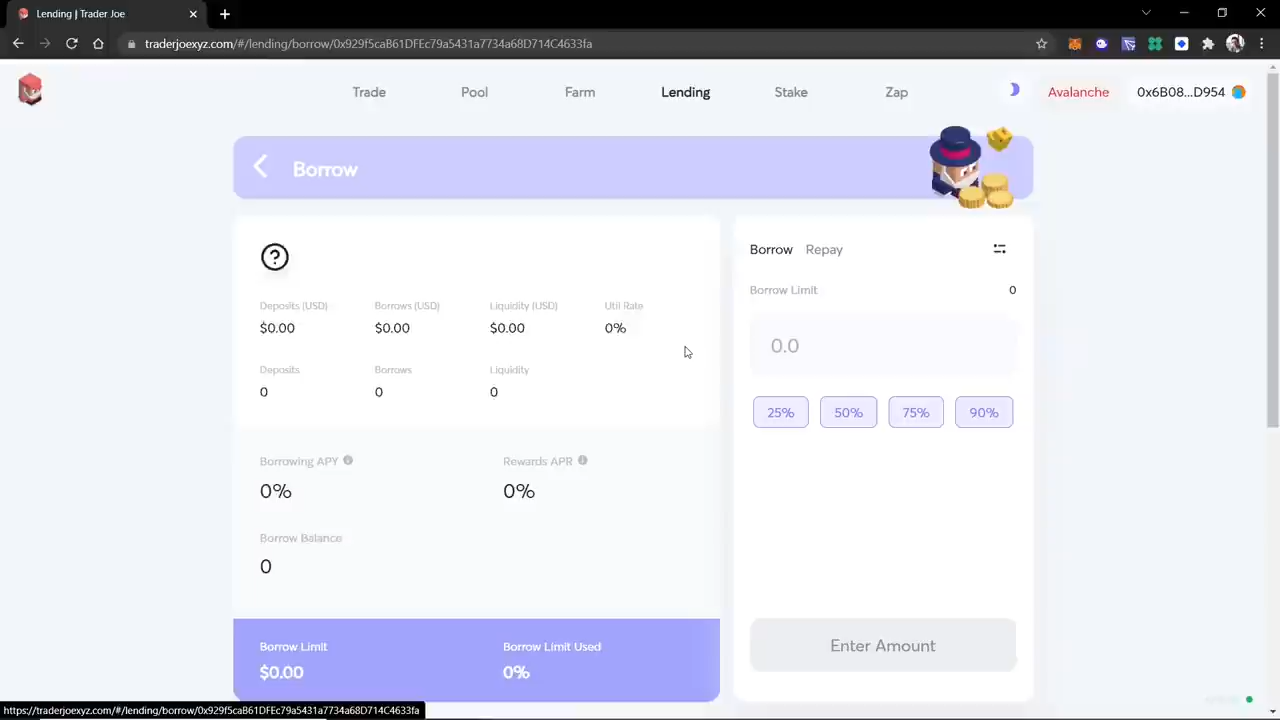 Lending | Trader Joe
traderjoexyz.com/#/lending/borrow/0x929f5caB61DFEc79a5431a7734a68D714C4633fa
Trade Pool Farm Lending Stake Zap Avalanche 0x6B08...D954
Borrow
Borrow Repay
Borrow Limit 0
0.0
25% 50% 75% 90%
Enter Amount
Deposits (USD) Borrows (USD) Liquidity (USD) Util Rate
$0.00 $0.00 $0.00 0%
Deposits Borrows Liquidity
0 0 0
Borrowing APY Rewards APR
0% 0%
Borrow Balance
0
Borrow Limit Borrow Limit Used
$0.00 0%
https://traderjoexyz.com/#/lending/borrow/0x929f5caB61DFEc79a5431a7734a68D714C4633fa